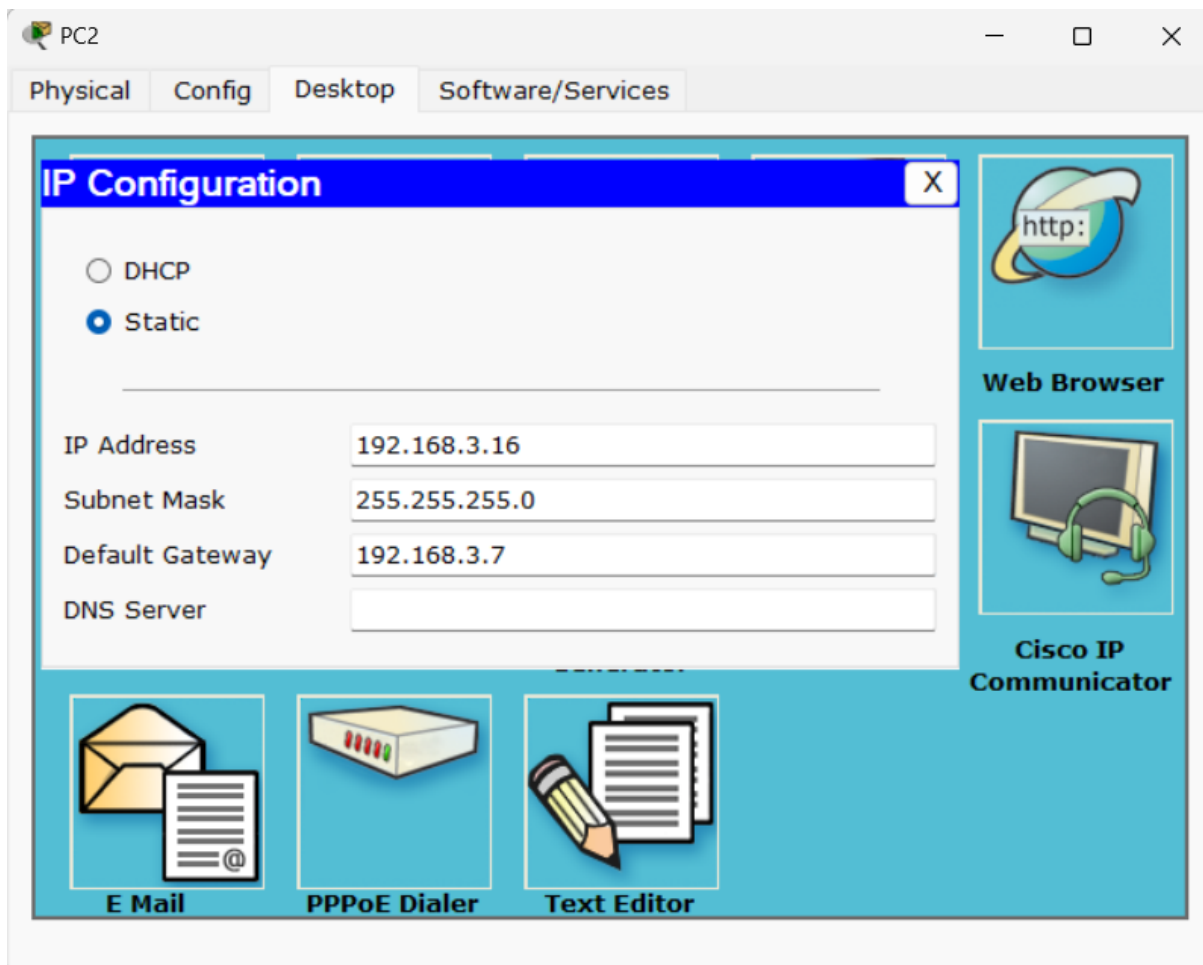 PC2
Physical Config Desktop Software/Services
IP Configuration X
http:
DHCP
Static
Web Browser
IP Address 192.168.3.16
Subnet Mask 255.255.255.0
Default Gateway 192.168.3.7
DNS Server
Cisco IP
Communicator
@
E Mail PPPoE Dialer Text Editor